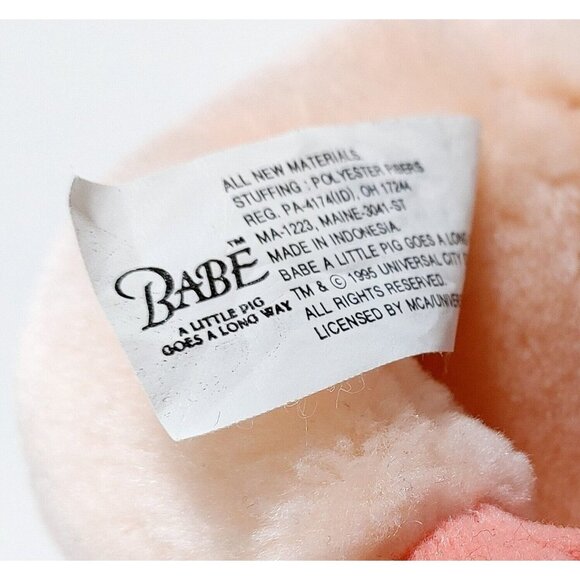 ALL NEW MATERIALS
STUFFING : POLYESTER FIBERS
REG. PA-4174(ID), OH 17244
MA-1223, MAINE-3041-ST
MADE IN INDONESIA.
BABE A LITTLE PIG GOES A LONG
TM & © 1995 UNIVERSAL CITY
ALL RIGHTS RESERVED.
LICENSED BY MCA/UNIVER
BABE™
A LITTLE PIG
GOES A LONG WAY